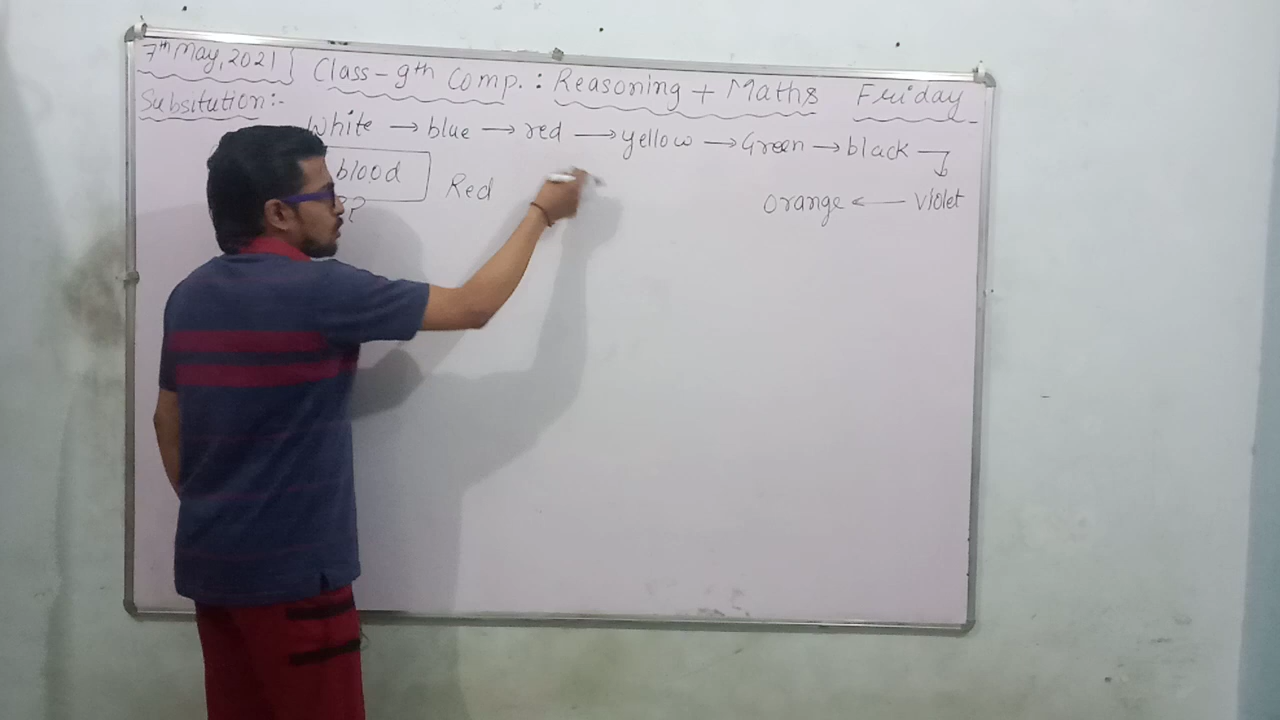 7th May, 2021 Class - 9th Comp. : Reasoning + Maths Friday
Subsitution :-
White → blue → red → yellow → Green → black →
orange ← violet
blood Red
??